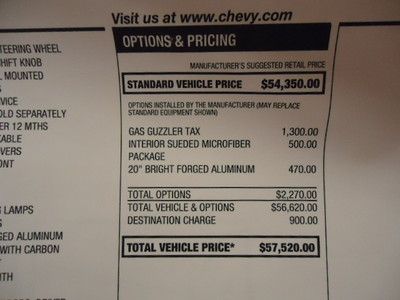 Visit us at www.chevy.com
TEERING WHEEL
HIFT KNOB
MOUNTED
S
VICE
OLD SEPARATELY
ER 12 MTHS
KABLE
VERS
ONT
LAMPS
S
GED ALUMINUM
WITH CARBON
ITH
OPTIONS & PRICING
MANUFACTURER'S SUGGESTED RETAIL PRICE
STANDARD VEHICLE PRICE $54,350.00
OPTIONS INSTALLED BY THE MANUFACTURER (MAY REPLACE
STANDARD EQUIPMENT SHOWN)
GAS GUZZLER TAX 1,300.00
INTERIOR SUEDED MICROFIBER 500.00
PACKAGE
20" BRIGHT FORGED ALUMINUM 470.00
TOTAL OPTIONS $2,270.00
TOTAL VEHICLE & OPTIONS $56,620.00
DESTINATION CHARGE 900.00
TOTAL VEHICLE PRICE* $57,520.00